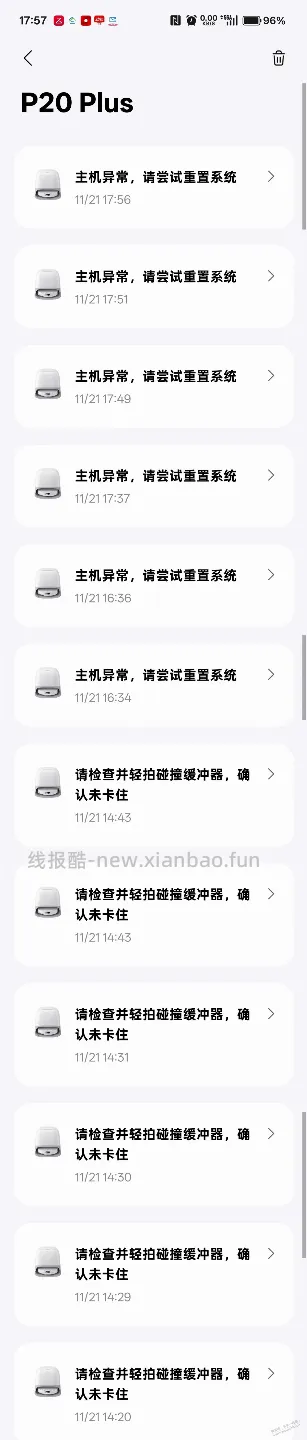 17:57
0.00
KB/S
96%
P20 Plus
主机异常，请尝试重置系统
11/21 17:56
主机异常，请尝试重置系统
11/21 17:51
主机异常，请尝试重置系统
11/21 17:49
主机异常，请尝试重置系统
11/21 17:37
主机异常，请尝试重置系统
11/21 16:36
主机异常，请尝试重置系统
11/21 16:34
请检查并轻拍碰撞缓冲器，确
认未卡住
11/21 14:43
线报酷-new.xianbao.fun
请检查并轻拍碰撞缓冲器，确
认未卡住
11/21 14:43
请检查并轻拍碰撞缓冲器，确
认未卡住
11/21 14:31
请检查并轻拍碰撞缓冲器，确
认未卡住
11/21 14:30
请检查并轻拍碰撞缓冲器，确
认未卡住
11/21 14:29
请检查并轻拍碰撞缓冲器，确
认未卡住
11/21 14:20